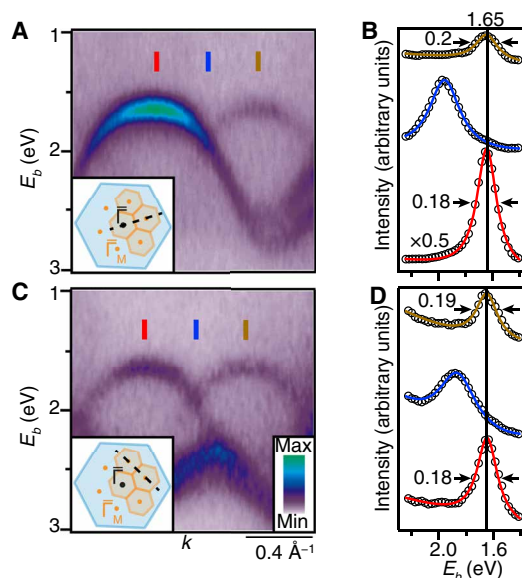 A
1
2
3
E_b (eV)
Γ̿
Γ̅_M
B
1.65
0.2
0.18
×0.5
Intensity (arbitrary units)
C
1
2
3
E_b (eV)
Γ̿
Γ̅_M
Max
Min
k
0.4 Å⁻¹
D
0.19
0.18
Intensity (arbitrary units)
2.0 1.6
E_b (eV)